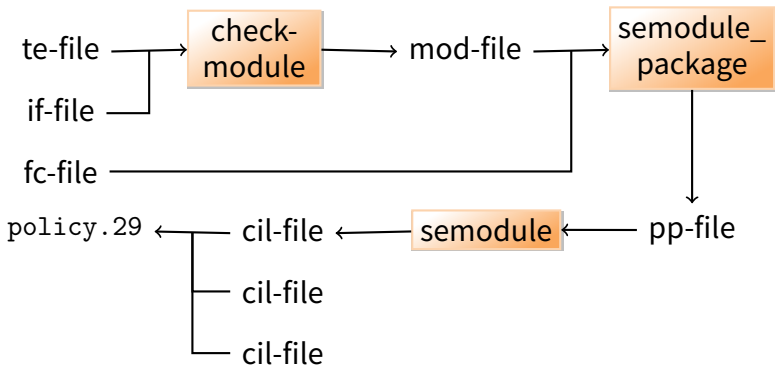 te-file
check-
module
mod-file
semodule_
package
if-file
fc-file
policy.29
cil-file
semodule
pp-file
cil-file
cil-file